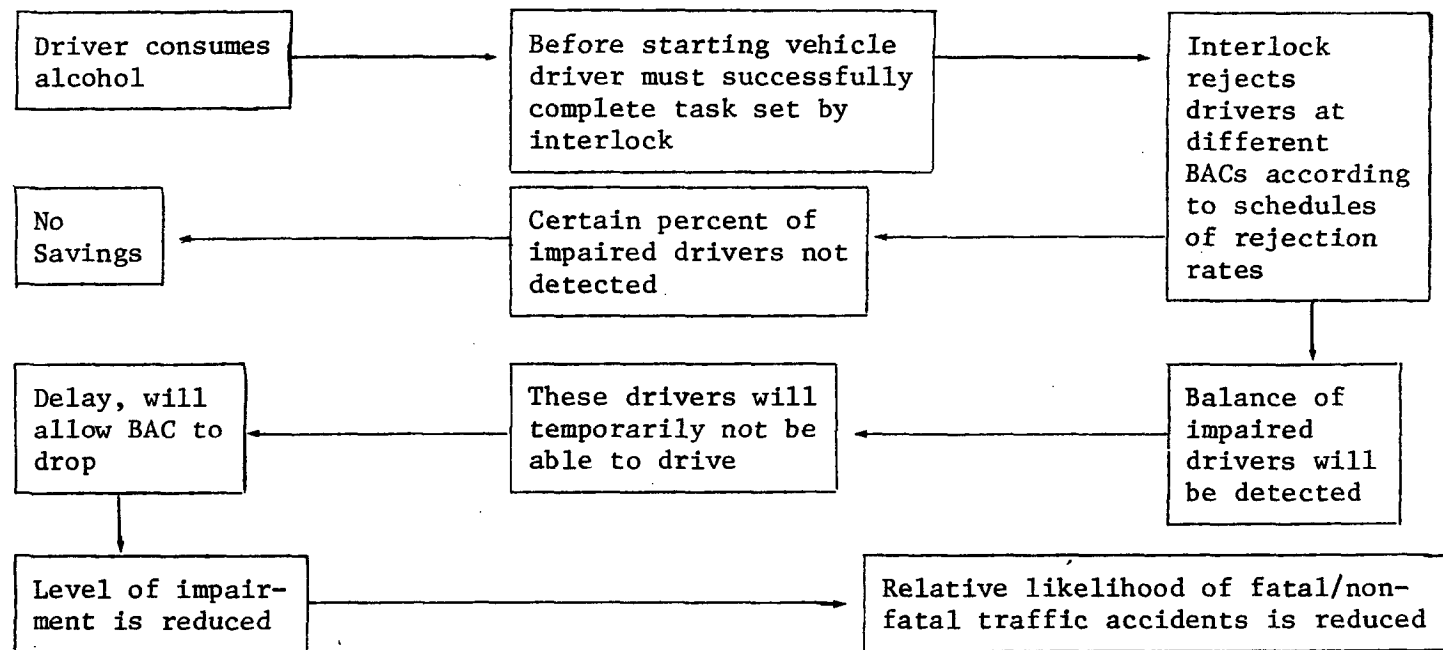 Driver consumes
alcohol
Before starting vehicle
driver must successfully
complete task set by
interlock
Interlock
rejects
drivers at
different
BACs according
to schedules
of rejection
rates
No
Savings
Certain percent of
impaired drivers not
detected
Delay, will
allow BAC to
drop
These drivers will
temporarily not be
able to drive
Balance of
impaired
drivers will
be detected
Level of impair-
ment is reduced
Relative likelihood of fatal/non-
fatal traffic accidents is reduced